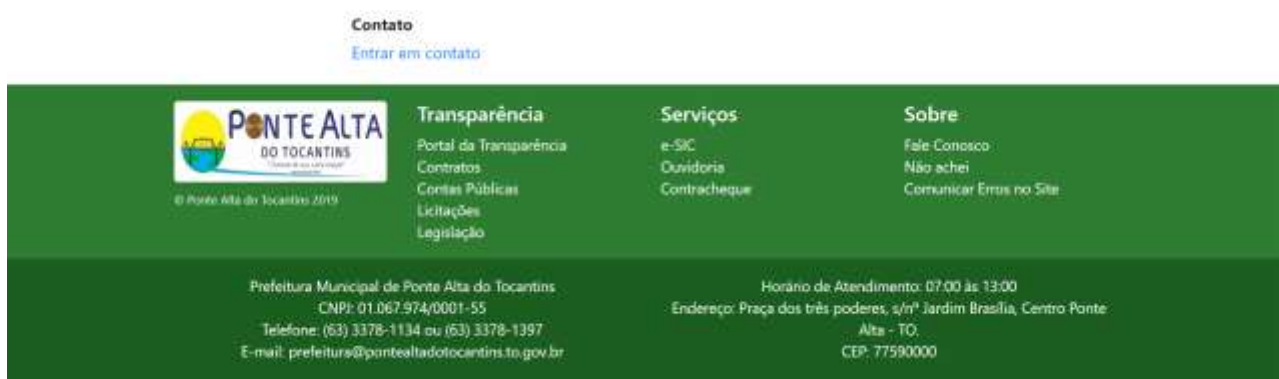 Contato
Entrar em contato
PONTE ALTA
DO TOCANTINS
© Ponte Alta do Tocantins 2019
Transparência
Portal da Transparência
Contratos
Contas Públicas
Licitações
Legislação
Serviços
e-SIC
Ouvidoria
Contracheque
Sobre
Fale Conosco
Não achei
Comunicar Erros no Site
Prefeitura Municipal de Ponte Alta do Tocantins
CNPJ: 01.067.974/0001-55
Telefone: (63) 3378-1134 ou (63) 3378-1397
E-mail: prefeitura@pontealtadotocantins.to.gov.br
Horário de Atendimento: 07:00 às 13:00
Endereço: Praça dos três poderes, s/nº Jardim Brasília, Centro Ponte
Alta - TO.
CEP: 77590000